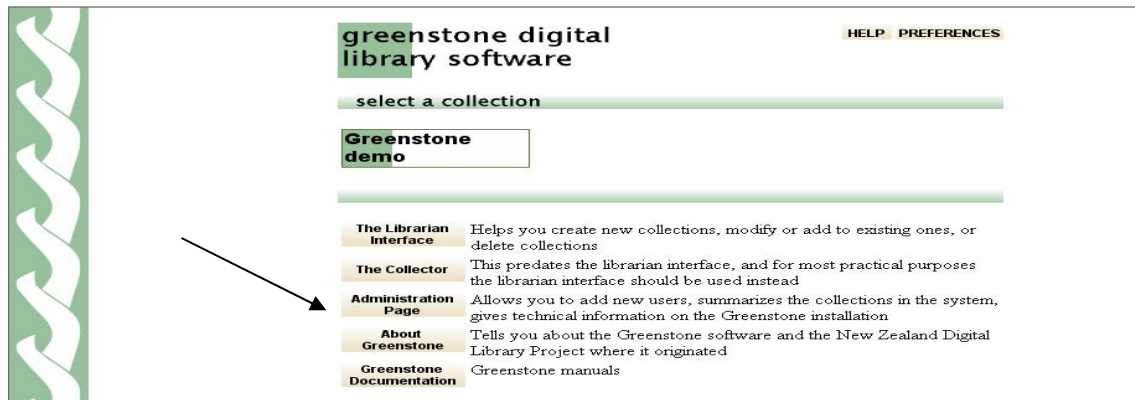 greenstone digital
library software
HELP PREFERENCES
select a collection
Greenstone
demo
The Librarian
Interface
Helps you create new collections, modify or add to existing ones, or
delete collections
The Collector
This predates the librarian interface, and for most practical purposes
the librarian interface should be used instead
Administration
Page
Allows you to add new users, summarizes the collections in the system,
gives technical information on the Greenstone installation
About
Greenstone
Tells you about the Greenstone software and the New Zealand Digital
Library Project where it originated
Greenstone
Documentation
Greenstone manuals